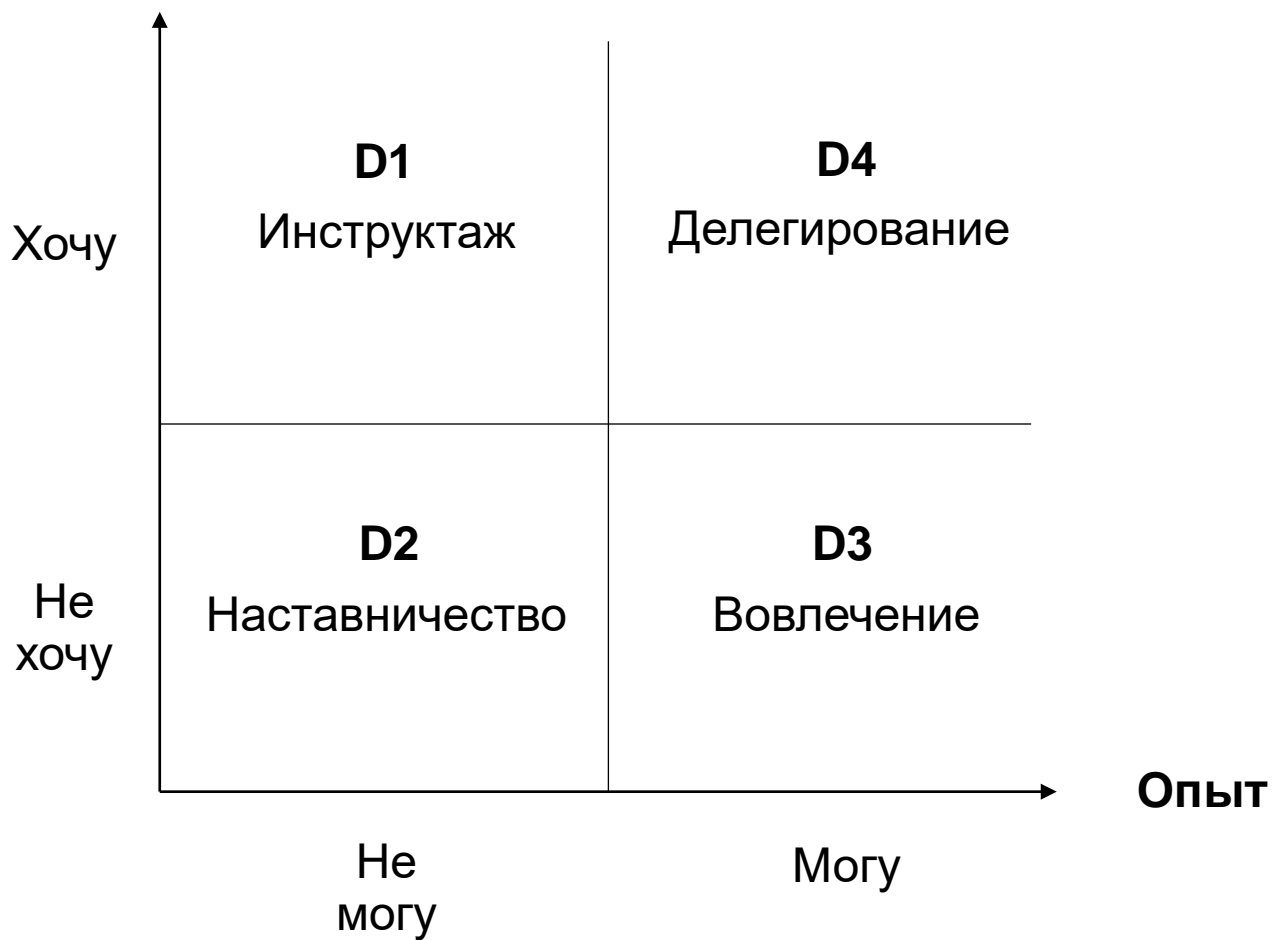 D1
Инструктаж
D4
Делегирование
Хочу
D2
Наставничество
D3
Вовлечение
Не
хочу
Опыт
Не
могу
Могу